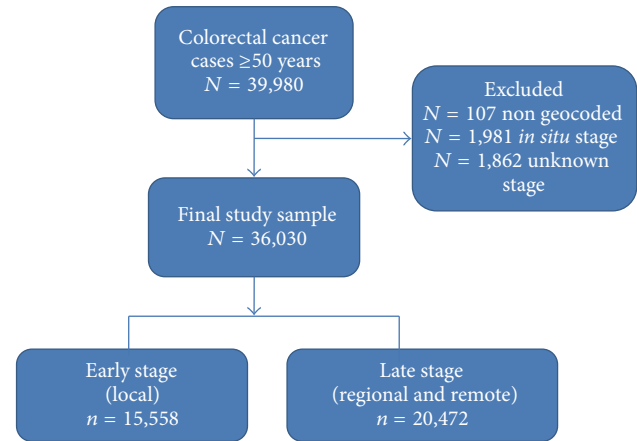 Colorectal cancer
cases ≥50 years
N = 39,980
Excluded
N = 107 non geocoded
N = 1,981 in situ stage
N = 1,862 unknown
stage
Final study sample
N = 36,030
Early stage
(local)
n = 15,558
Late stage
(regional and remote)
n = 20,472